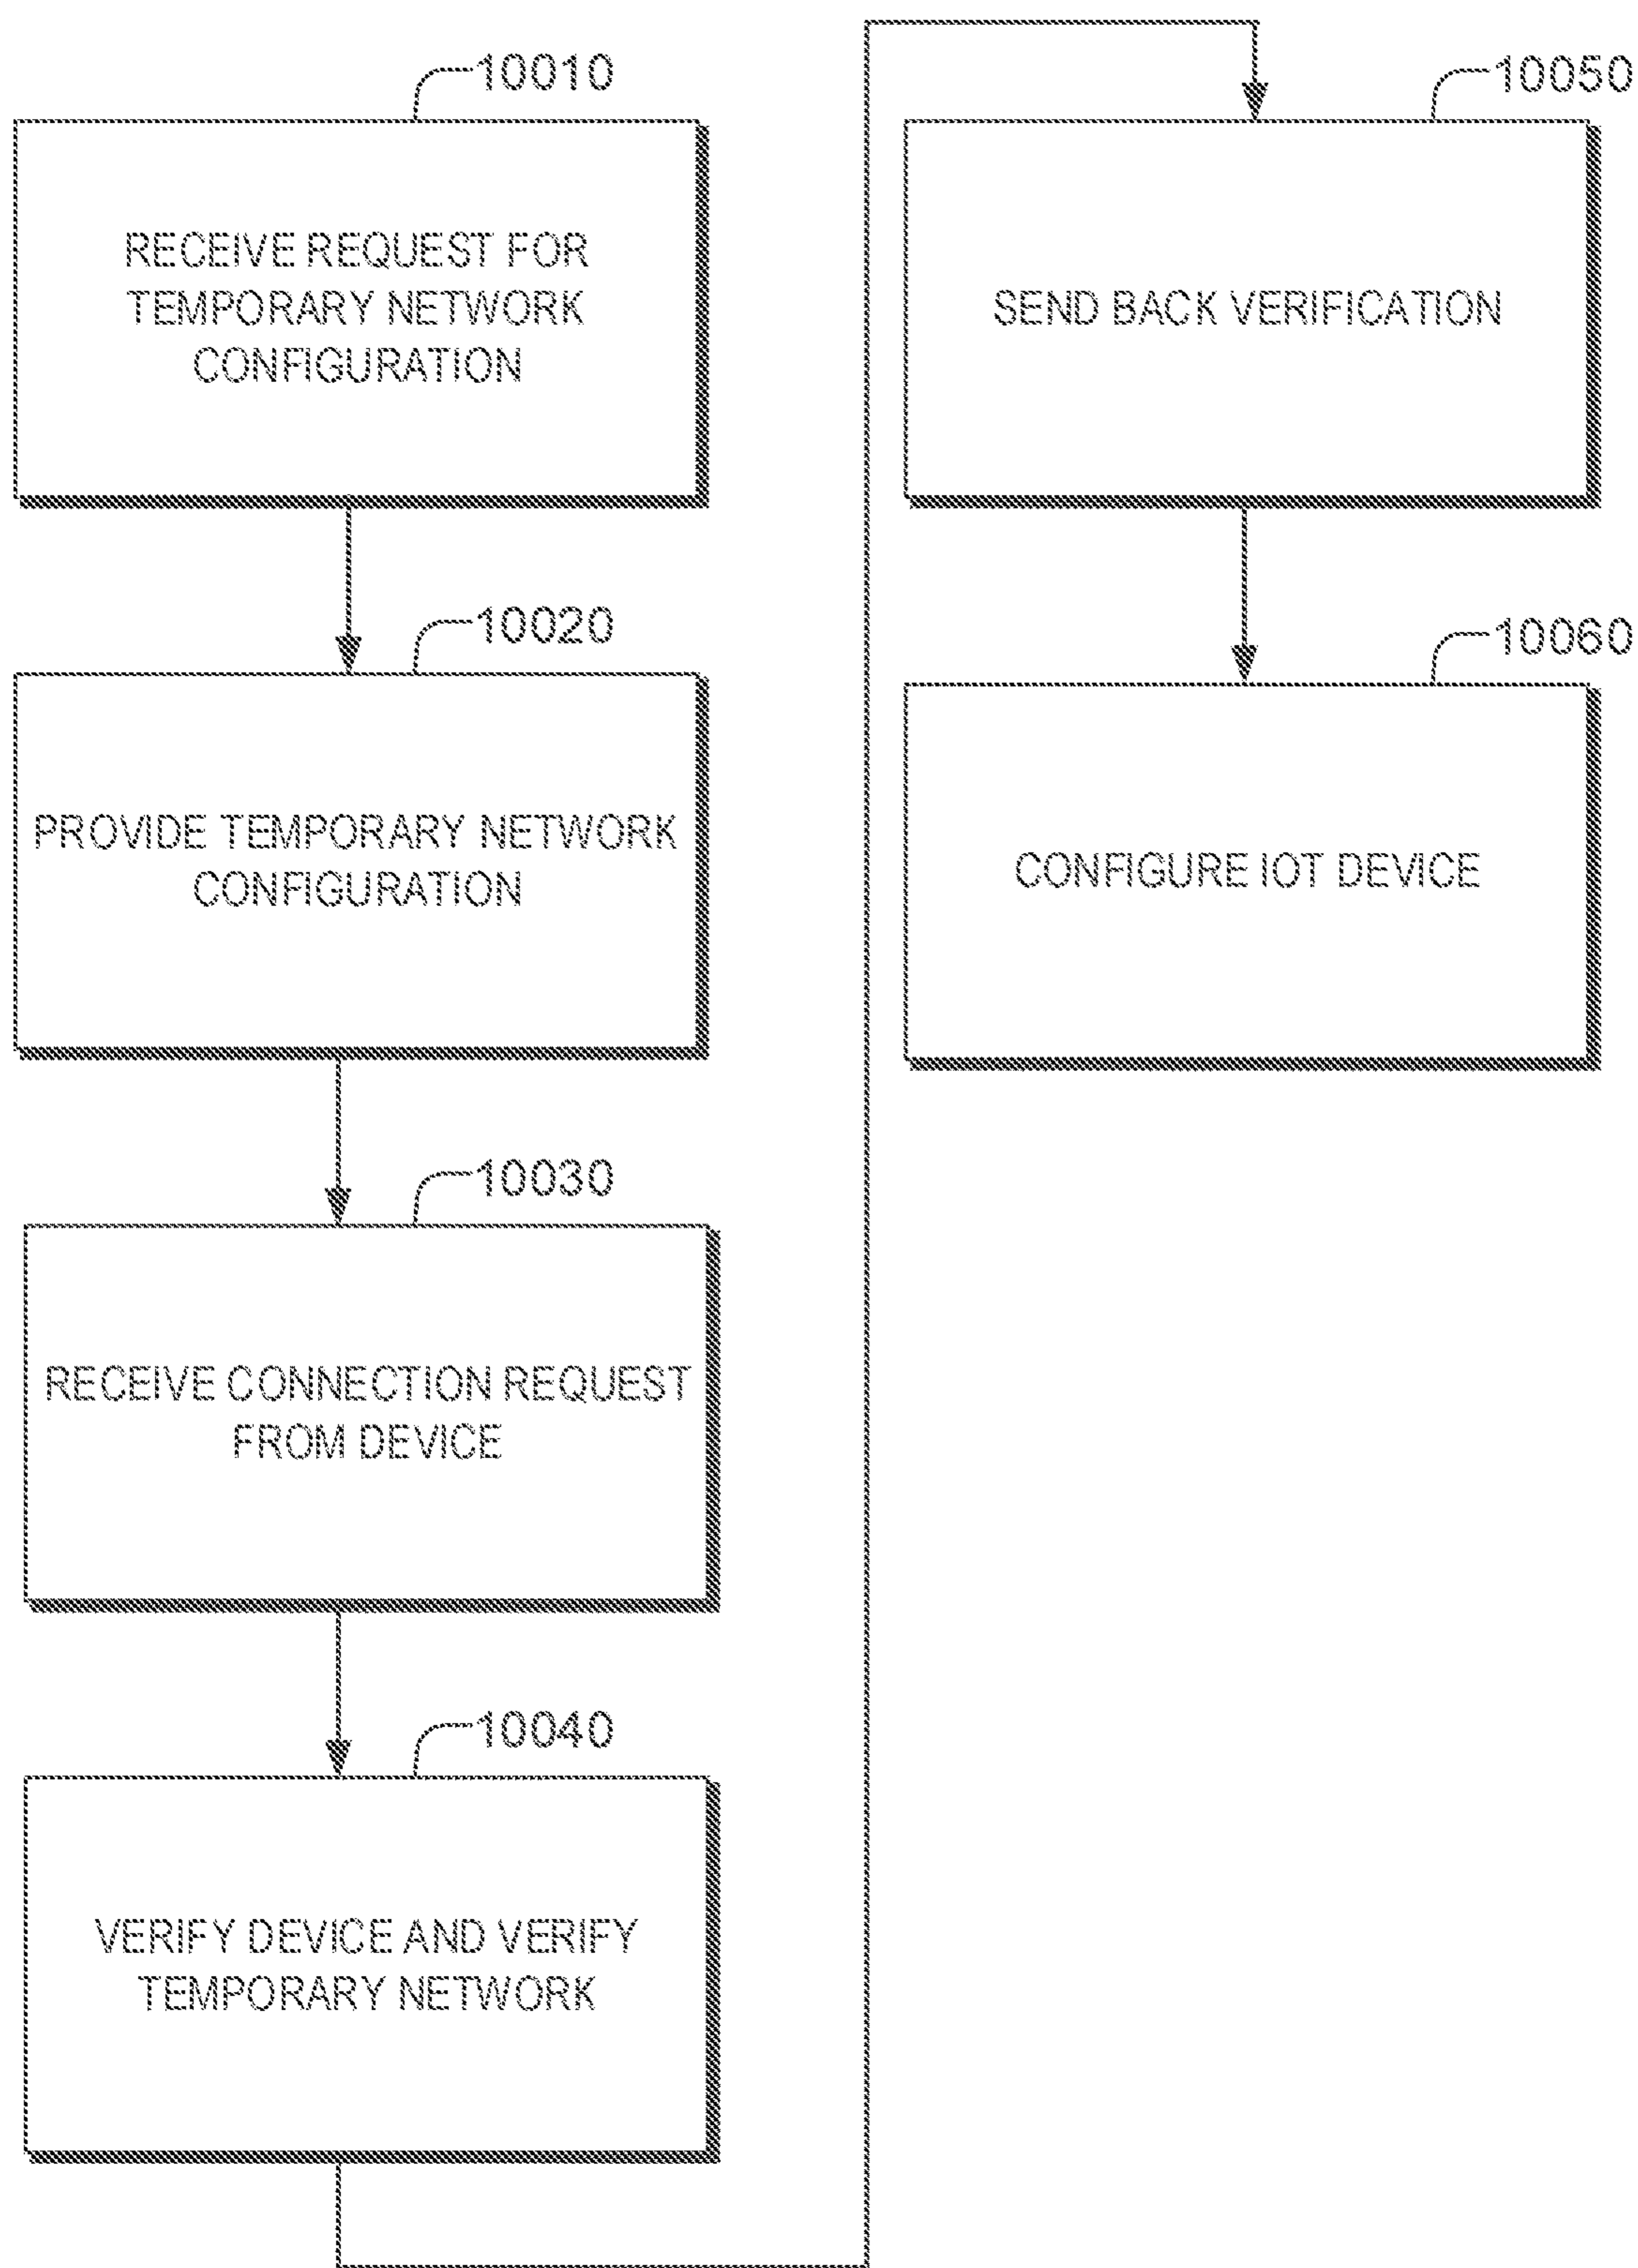 10010
RECEIVE REQUEST FOR
TEMPORARY NETWORK
CONFIGURATION
10020
PROVIDE TEMPORARY NETWORK
CONFIGURATION
10030
RECEIVE CONNECTION REQUEST
FROM DEVICE
10040
VERIFY DEVICE AND VERIFY
TEMPORARY NETWORK
10050
SEND BACK VERIFICATION
10060
CONFIGURE IOT DEVICE